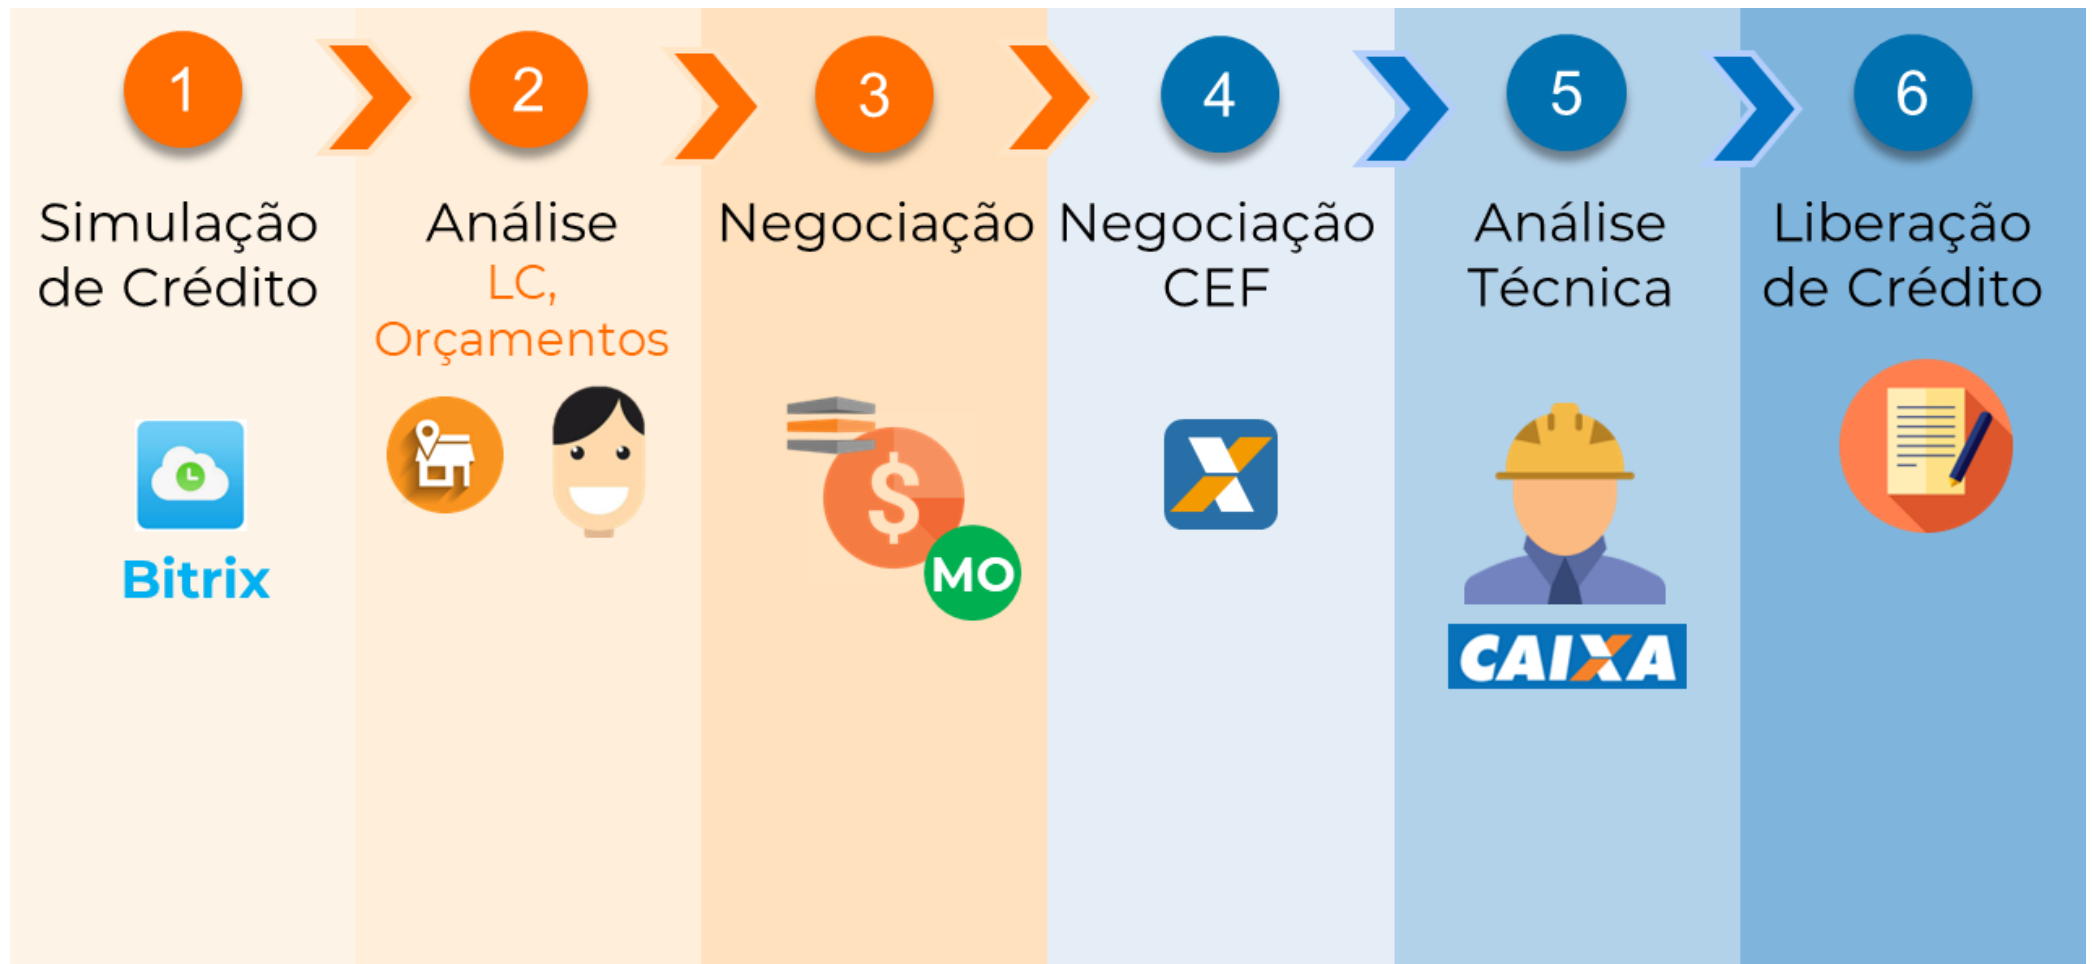 1
Simulação
de Crédito
Bitrix
2
Análise
LC,
Orçamentos
3
Negociação
$
MO
4
Negociação
CEF
X
5
Análise
Técnica
CAIXA
6
Liberação
de Crédito